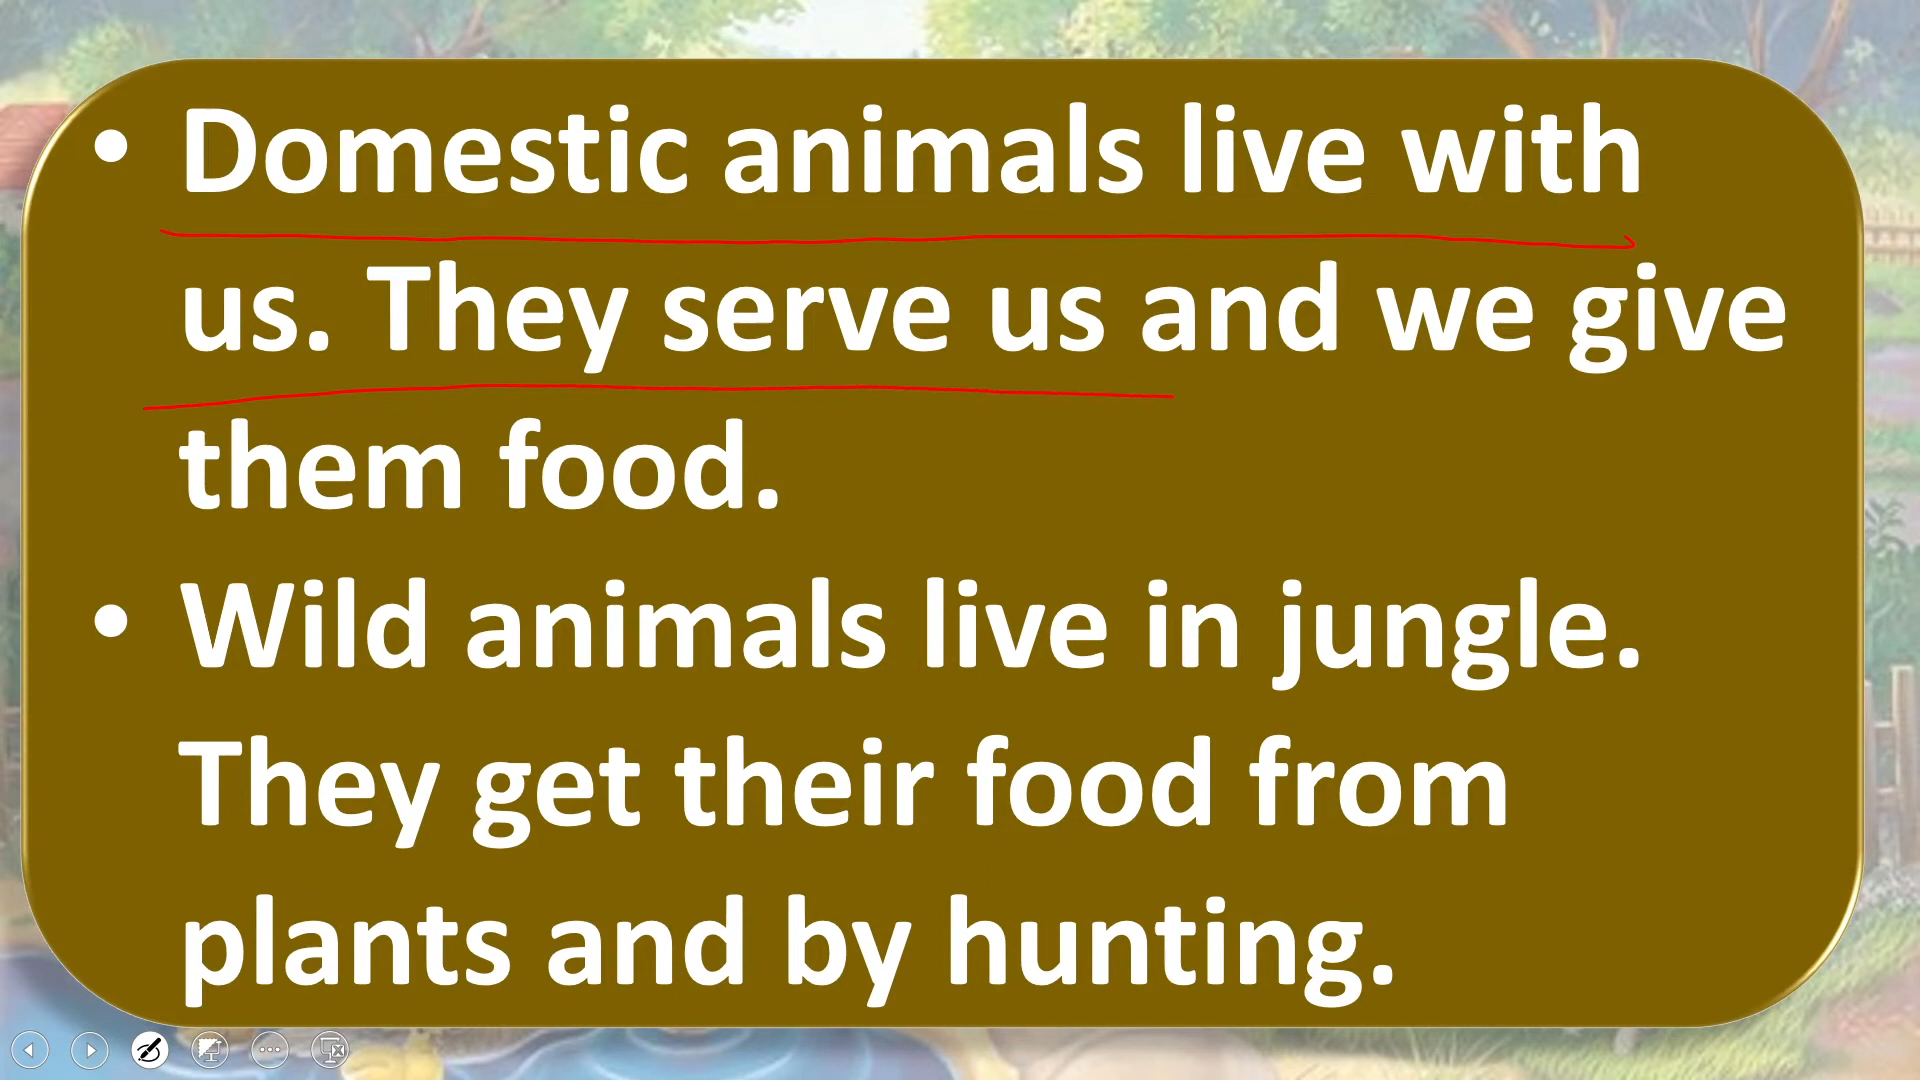 • Domestic animals live with
us. They serve us and we give
them food.
• Wild animals live in jungle.
They get their food from
plants and by hunting.